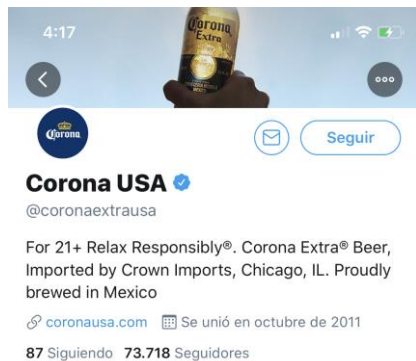 4:17
Corona
Extra
Corona
Seguir
Corona USA
@coronaextrausa
For 21+ Relax Responsibly®. Corona Extra® Beer,
Imported by Crown Imports, Chicago, IL. Proudly
brewed in Mexico
coronausa.com Se unió en octubre de 2011
87 Siguiendo 73.718 Seguidores